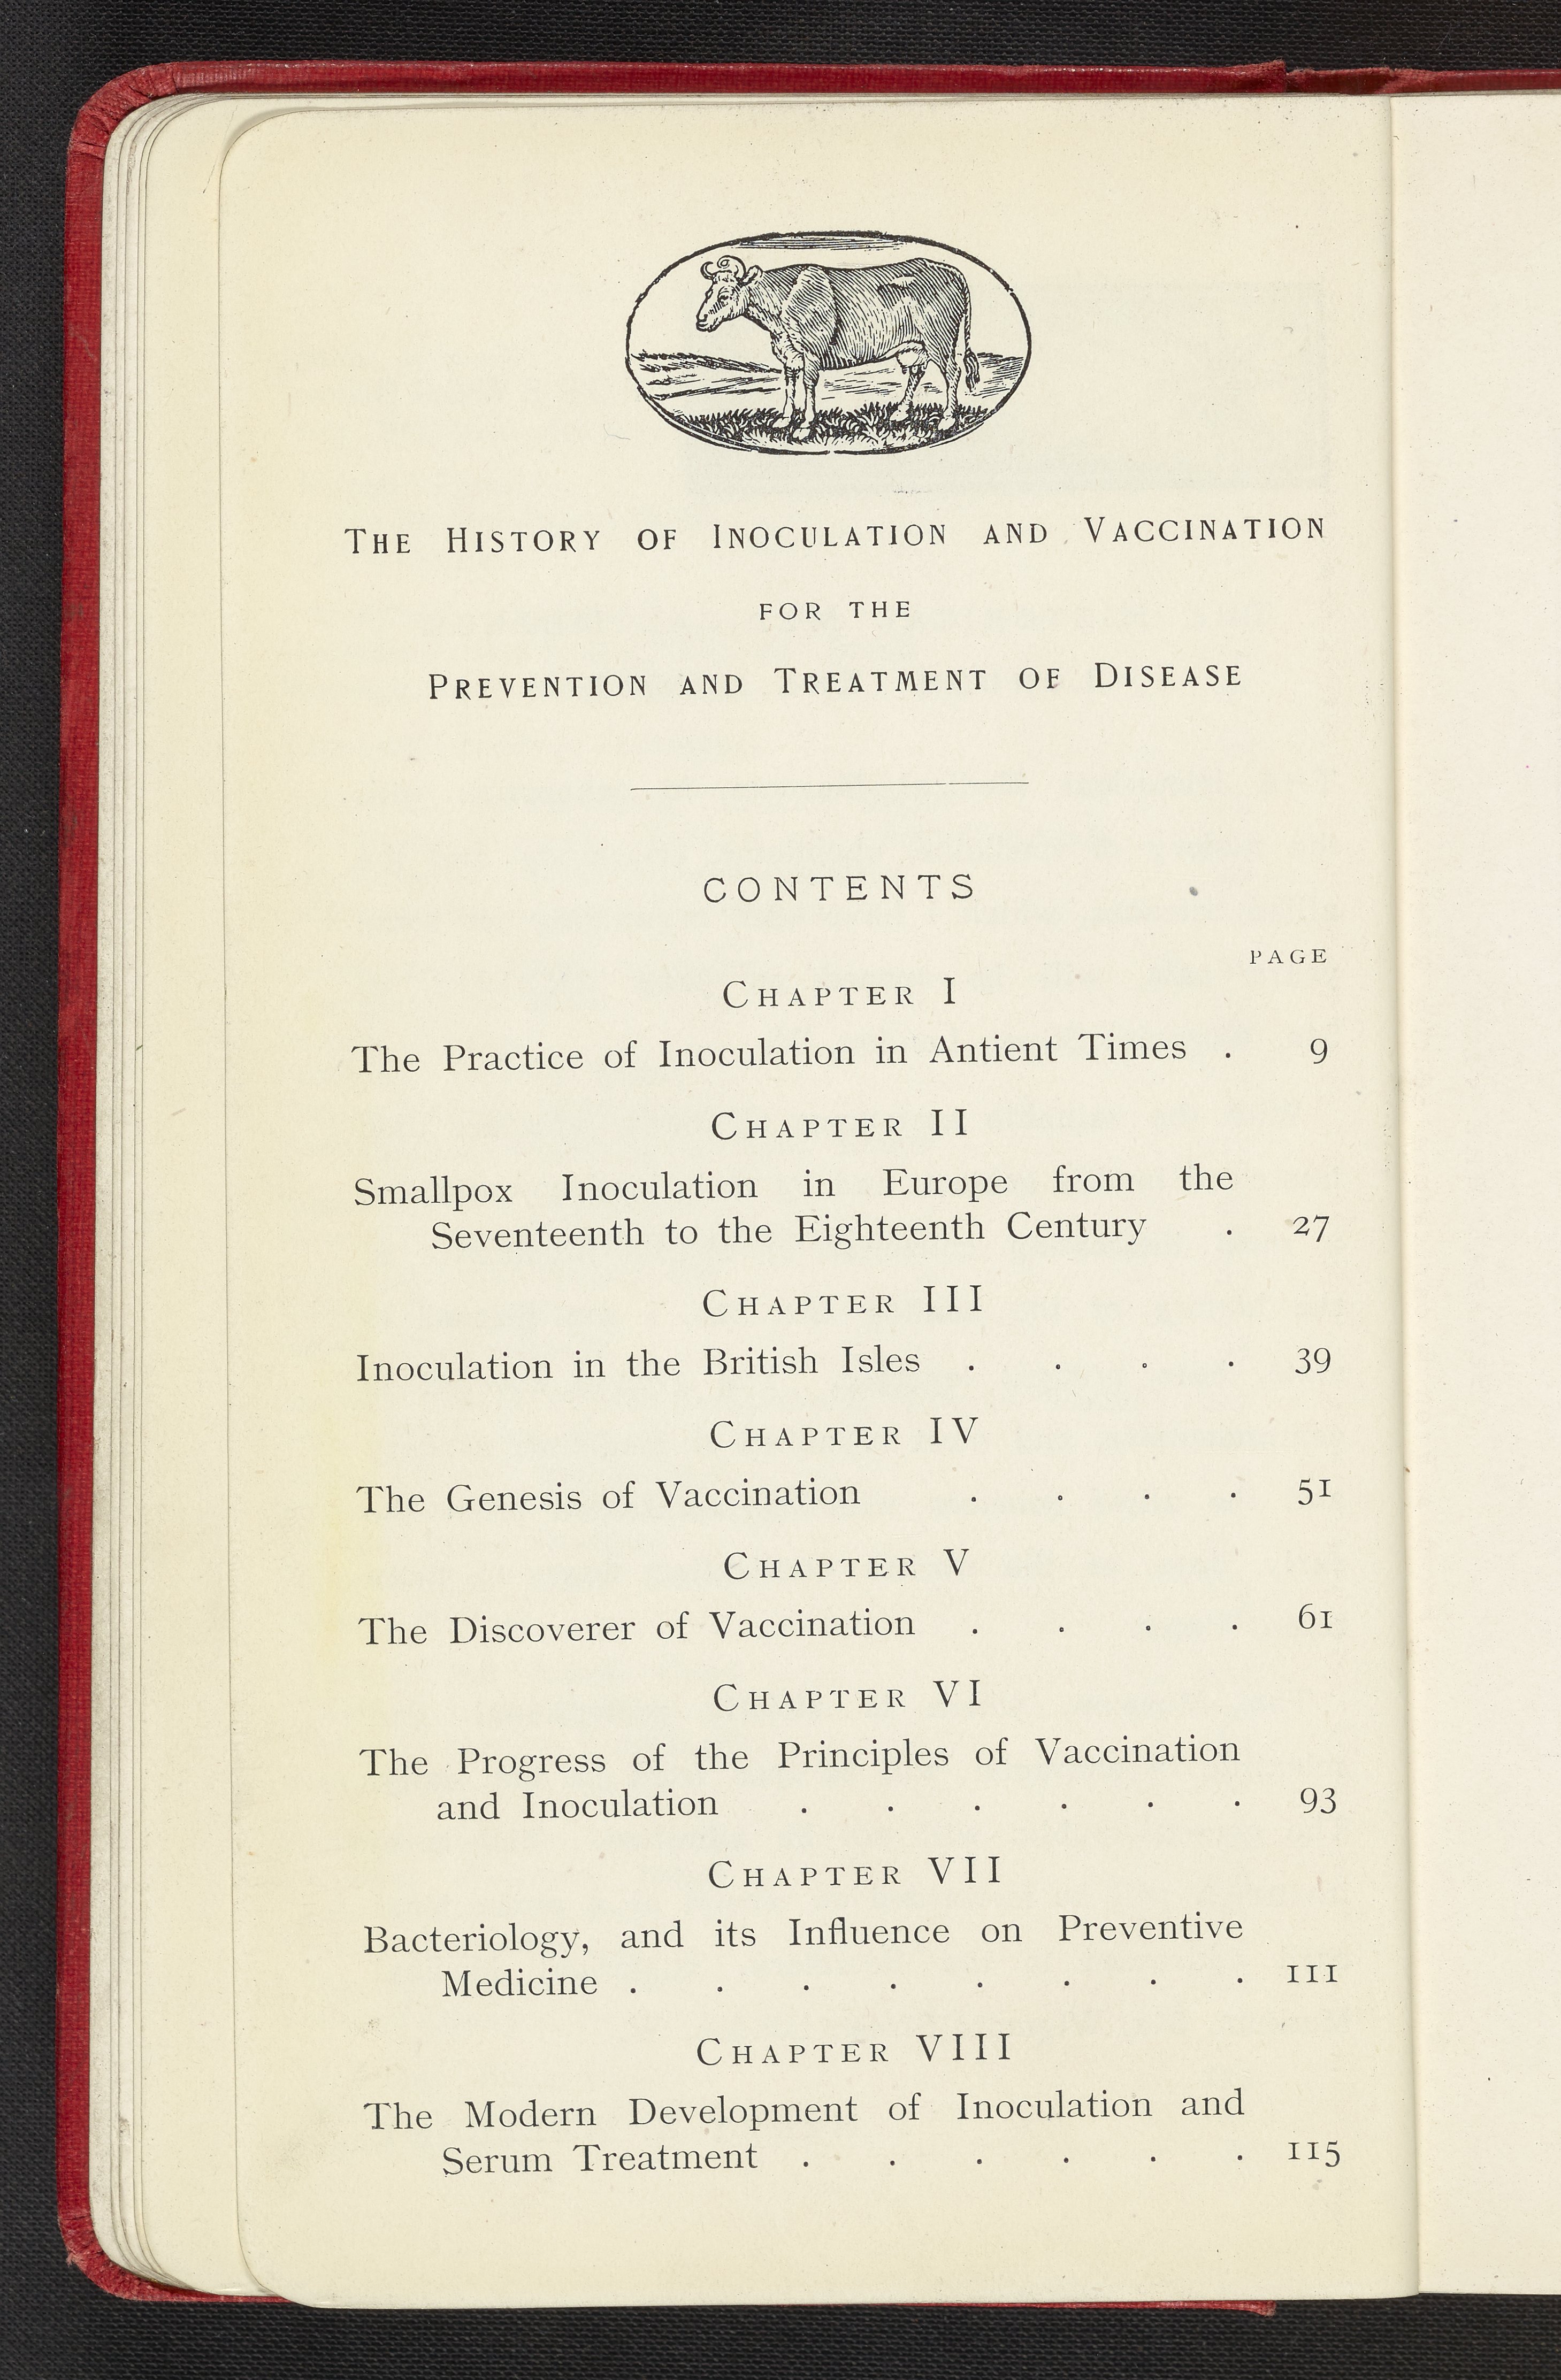 The History of Inoculation and Vaccination
for the
Prevention and Treatment of Disease
CONTENTS
PAGE
Chapter I
The Practice of Inoculation in Antient Times . 9
Chapter II
Smallpox Inoculation in Europe from the
Seventeenth to the Eighteenth Century . 27
Chapter III
Inoculation in the British Isles . . . . 39
Chapter IV
The Genesis of Vaccination . . . . 51
Chapter V
The Discoverer of Vaccination . . . . 61
Chapter VI
The Progress of the Principles of Vaccination
and Inoculation . . . . . . 93
Chapter VII
Bacteriology, and its Influence on Preventive
Medicine . . . . . . . . 111
Chapter VIII
The Modern Development of Inoculation and
Serum Treatment . . . . . . 115